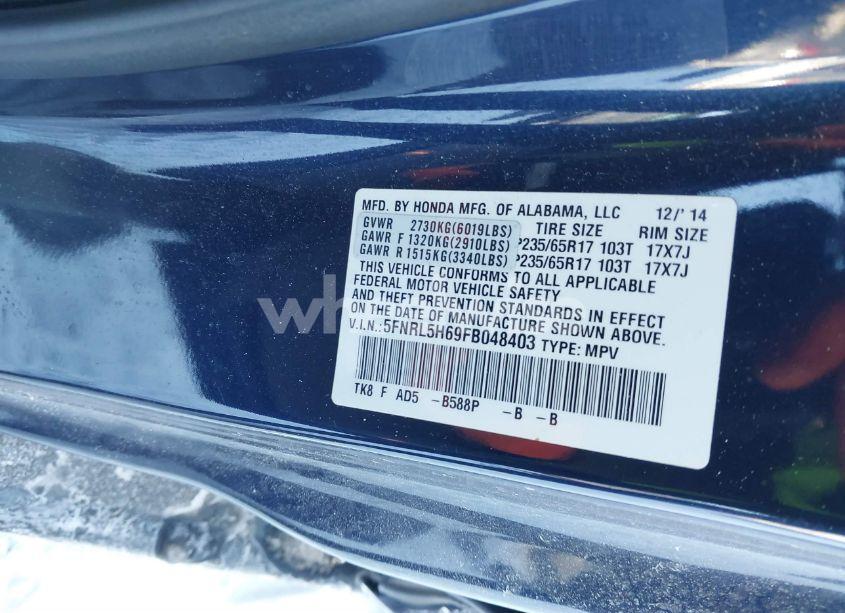 MFD. BY HONDA MFG. OF ALABAMA, LLC 12/' 14
GVWR 2730KG(6019LBS) TIRE SIZE RIM SIZE
GAWR F 1320KG(2910LBS) P235/65R17 103T 17X7J
GAWR R 1515KG(3340LBS) P235/65R17 103T 17X7J
THIS VEHICLE CONFORMS TO ALL APPLICABLE
FEDERAL MOTOR VEHICLE SAFETY
AND THEFT PREVENTION STANDARDS IN EFFECT
ON THE DATE OF MANUFACTURE SHOWN ABOVE.
V.I.N.: 5FNRL5H69FB048403 TYPE: MPV
TK8 F AD5 -B588P -B -B